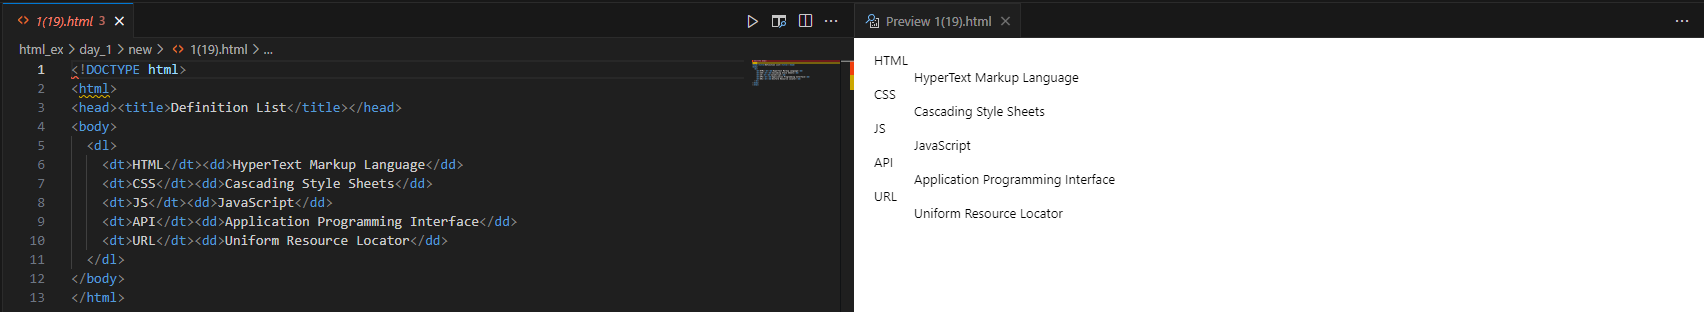 1(19).html 3
html_ex > day_1 > new > 1(19).html > ...
1 <!DOCTYPE html>
2 <html>
3 <head><title>Definition List</title></head>
4 <body>
5 <dl>
6 <dt>HTML</dt><dd>HyperText Markup Language</dd>
7 <dt>CSS</dt><dd>Cascading Style Sheets</dd>
8 <dt>JS</dt><dd>JavaScript</dd>
9 <dt>API</dt><dd>Application Programming Interface</dd>
10 <dt>URL</dt><dd>Uniform Resource Locator</dd>
11 </dl>
12 </body>
13 </html>
Preview 1(19).html
HTML
HyperText Markup Language
CSS
Cascading Style Sheets
JS
JavaScript
API
Application Programming Interface
URL
Uniform Resource Locator